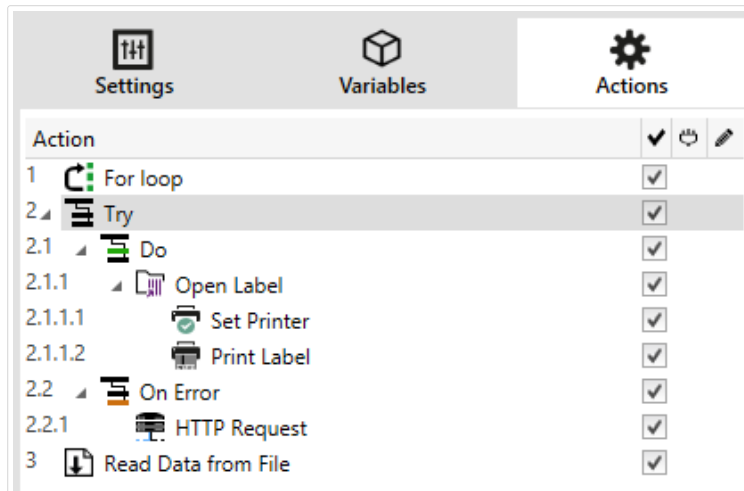 Settings Variables Actions
Action
1 For loop
2 Try
2.1 Do
2.1.1 Open Label
2.1.1.1 Set Printer
2.1.1.2 Print Label
2.2 On Error
2.2.1 HTTP Request
3 Read Data from File